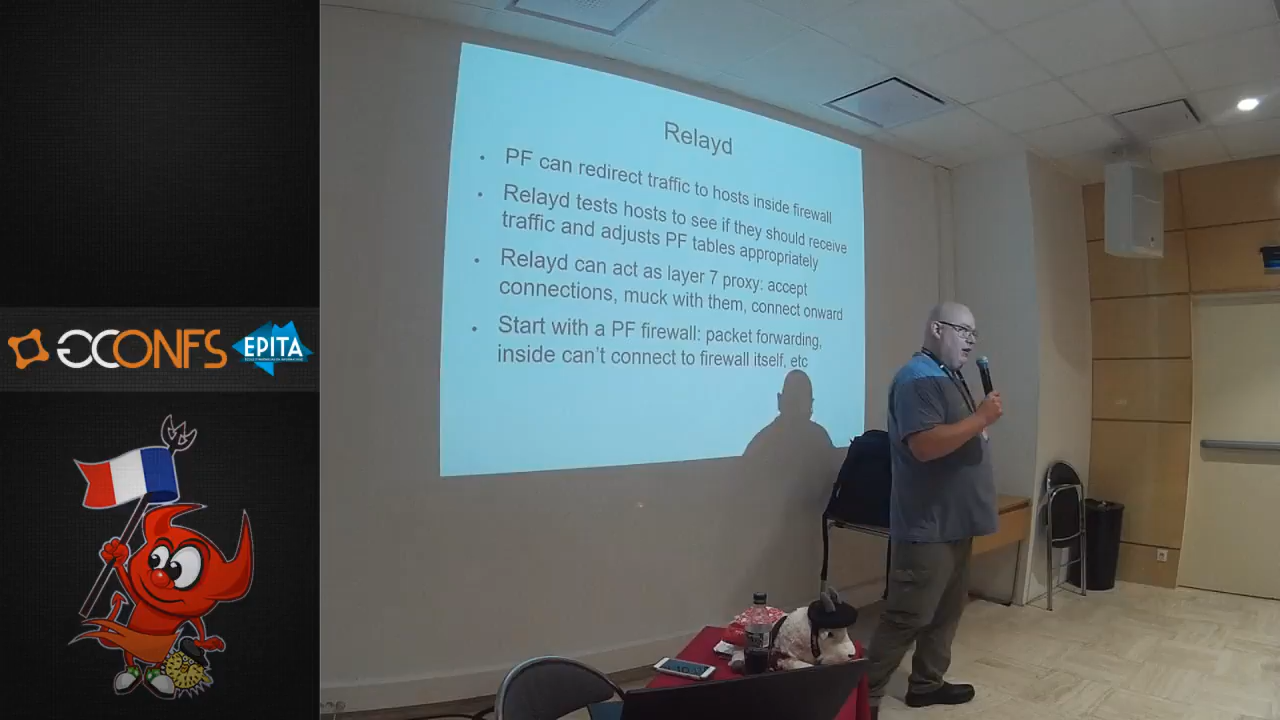 Relayd
PF can redirect traffic to hosts inside firewall
Relayd tests hosts to see if they should receive
traffic and adjusts PF tables appropriately
Relayd can act as layer 7 proxy: accept
connections, muck with them, connect onward
Start with a PF firewall: packet forwarding,
inside can't connect to firewall itself, etc
GCONFS
EPITA